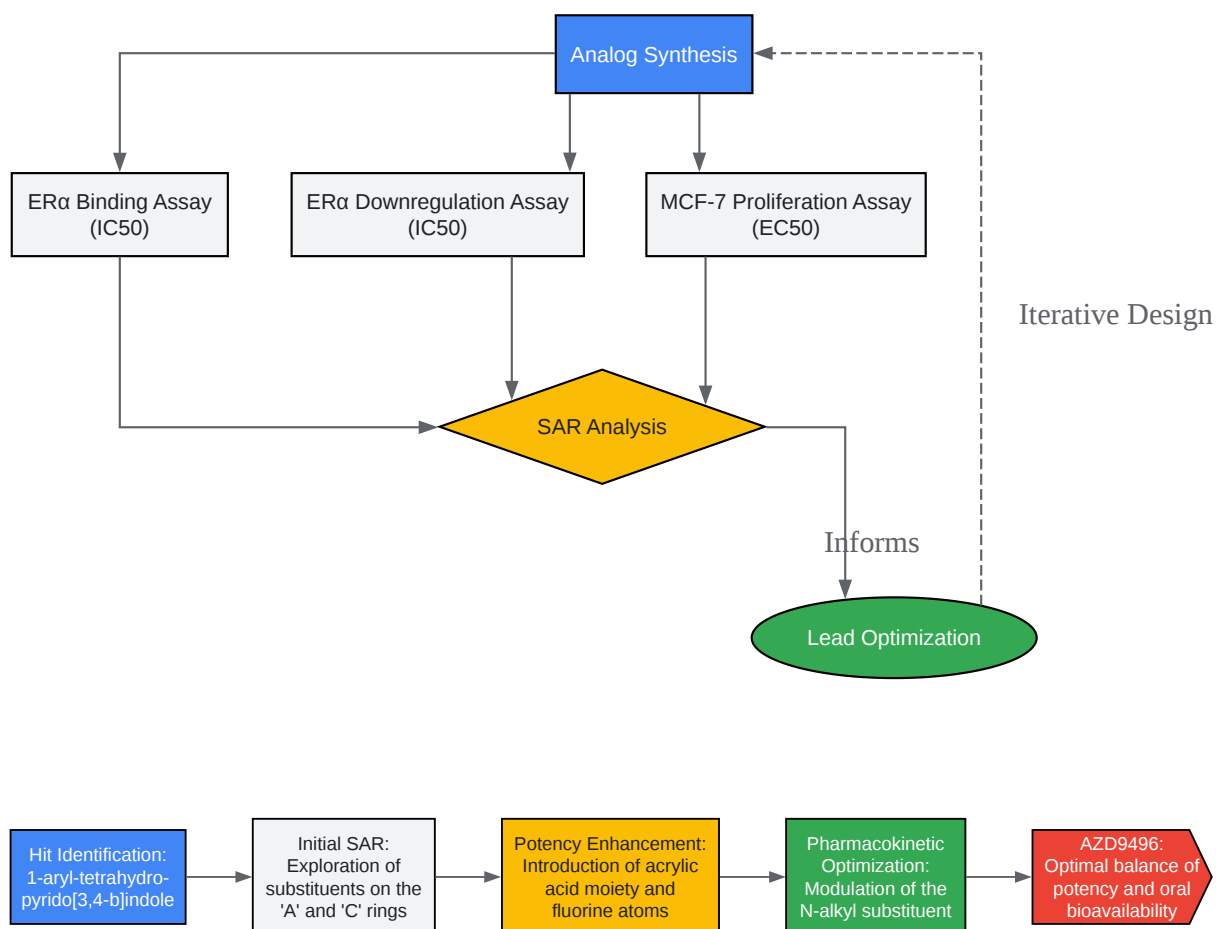 Analog Synthesis
ERα Binding Assay
(IC50)
ERα Downregulation Assay
(IC50)
MCF-7 Proliferation Assay
(EC50)
Iterative Design
SAR Analysis
Informs
Lead Optimization
Hit Identification:
1-aryl-tetrahydro-
pyrido[3,4-b]indole
Initial SAR:
Exploration of
substituents on the
'A' and 'C' rings
Potency Enhancement:
Introduction of acrylic
acid moiety and
fluorine atoms
Pharmacokinetic
Optimization:
Modulation of the
N-alkyl substituent
AZD9496:
Optimal balance of
potency and oral
bioavailability